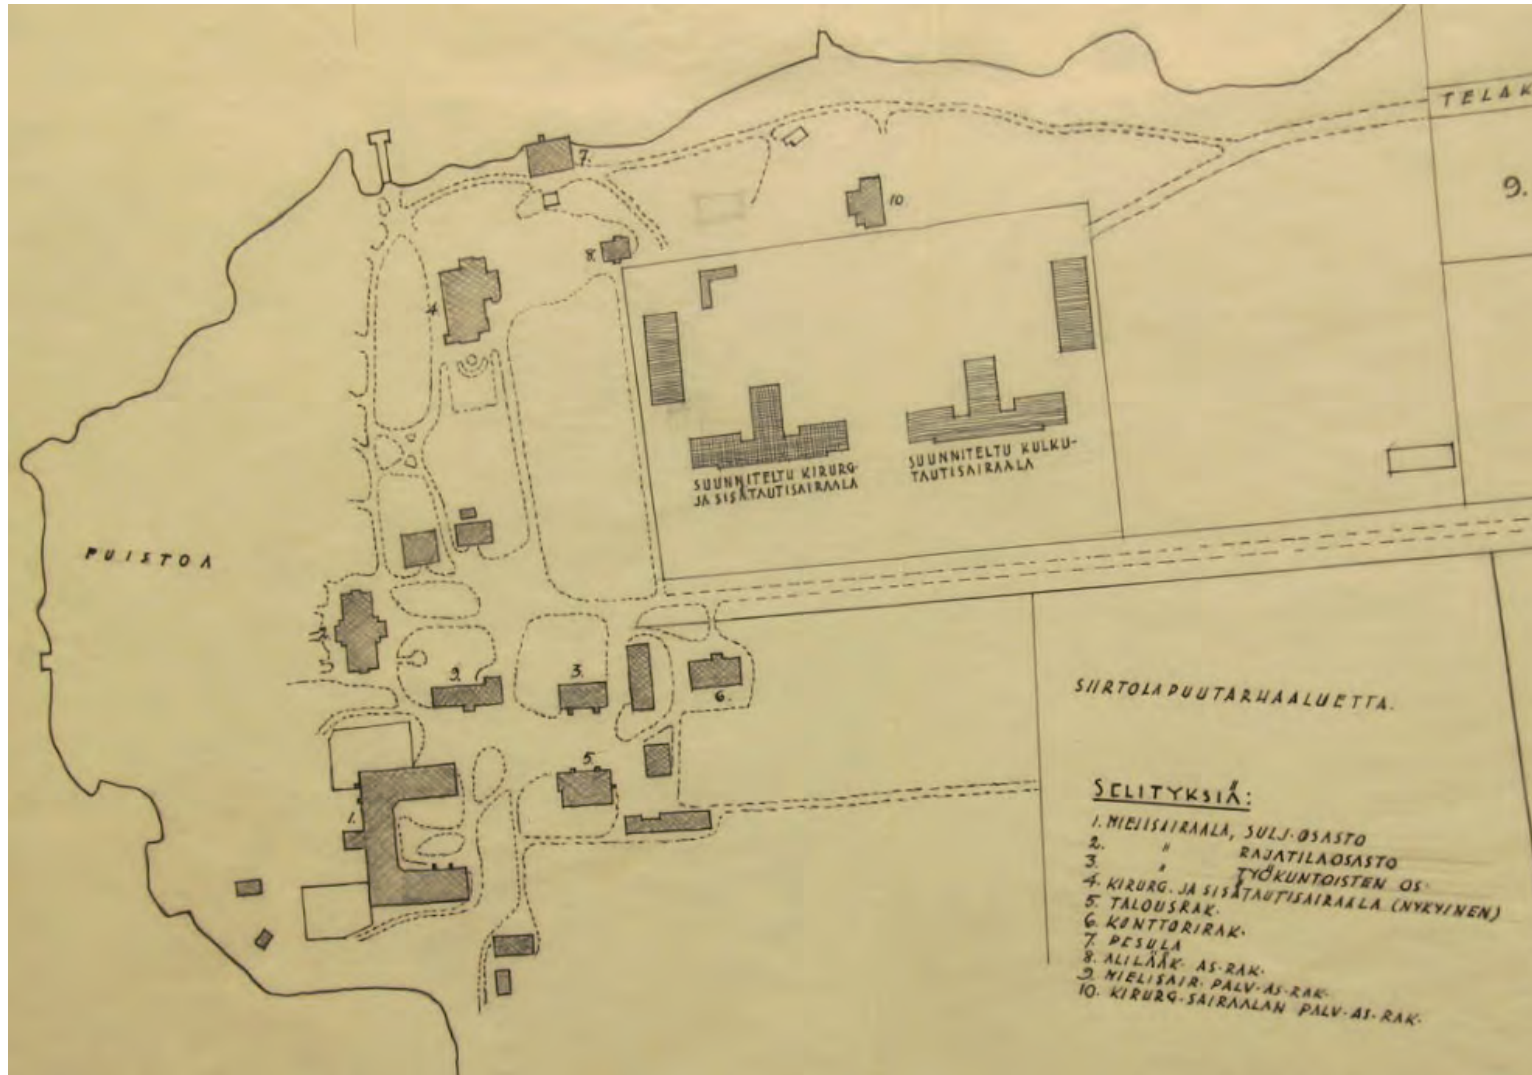 TELAK
7.
9.
10.
8.
4
SUUNNITELTU KIRURG-
JA SISÄTAUTISAIRAALA
SUUNNITELTU KULKU-
TAUTISAIRAALA
PUISTOA
9.
3.
6.
5
1.
SIIRTOLAPUUTARHAALUETTA.
SELITYKSIÄ:
1. MIELISAIRAALA, SULJ. OSASTO
2. " RAJATILAOSASTO
3. " TYÖKUNTOISTEN OS.
4. KIRURG. JA SISÄTAUTISAIRAALA (NYKYINEN)
5. TALOUSRAK.
6. KONTTORIRAK.
7. PESULA
8. ALILÄÄK. AS. RAK.
9. MIELISAIR. PALV. AS. RAK.
10. KIRURG. SAIRAALAN PALV. AS. RAK.